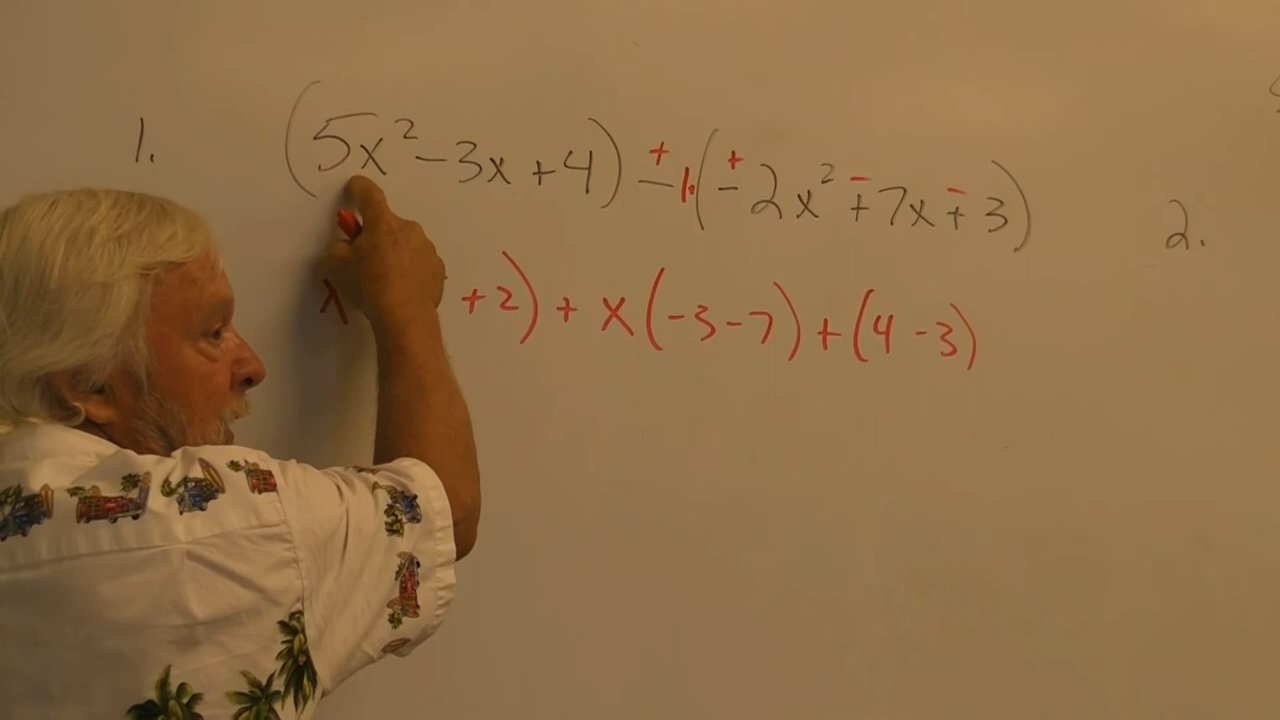 1. (5x² - 3x + 4) - 1·(-2x² + 7x + 3) 2.
+ + - -
x +2) + x(-3-7) + (4-3)